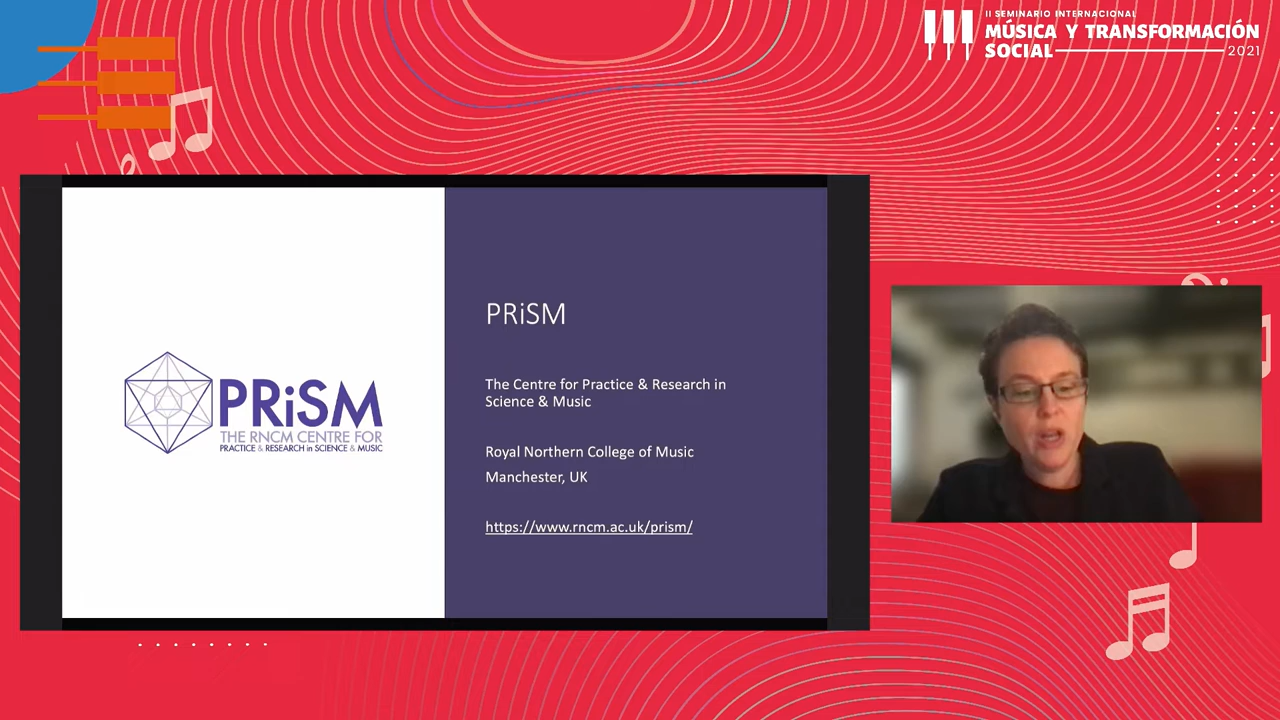 II SEMINARIO INTERNACIONAL
MÚSICA Y TRANSFORMACIÓN
SOCIAL
2021
PRiSM
THE RNCM CENTRE FOR
PRACTICE & RESEARCH in SCIENCE & MUSIC
PRiSM
The Centre for Practice & Research in
Science & Music
Royal Northern College of Music
Manchester, UK
https://www.rncm.ac.uk/prism/